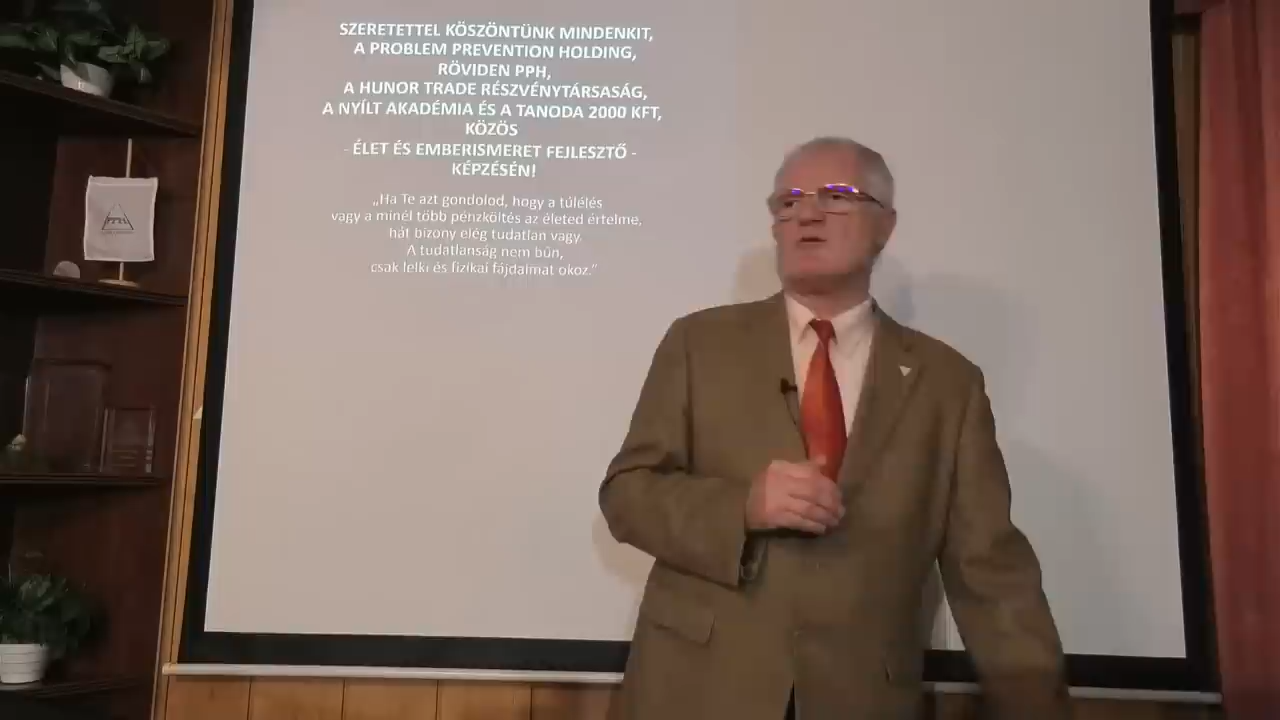 SZERETETTEL KÖSZÖNTÜNK MINDENKIT,
A PROBLEM PREVENTION HOLDING,
RÖVIDEN PPH,
A HUNOR TRADE RÉSZVÉNYTÁRSASÁG,
A NYÍLT AKADÉMIA ÉS A TANODA 2000 KFT,
KÖZÖS
- ÉLET ÉS EMBERISMERET FEJLESZTŐ -
KÉPZÉSÉN!
„Ha Te azt gondolod, hogy a túlélés
vagy a minél több pénzköltés az életed értelme,
hát bizony elég tudatlan vagy.
A tudatlanság nem bűn,
csak lelki és fizikai fájdalmat okoz.”